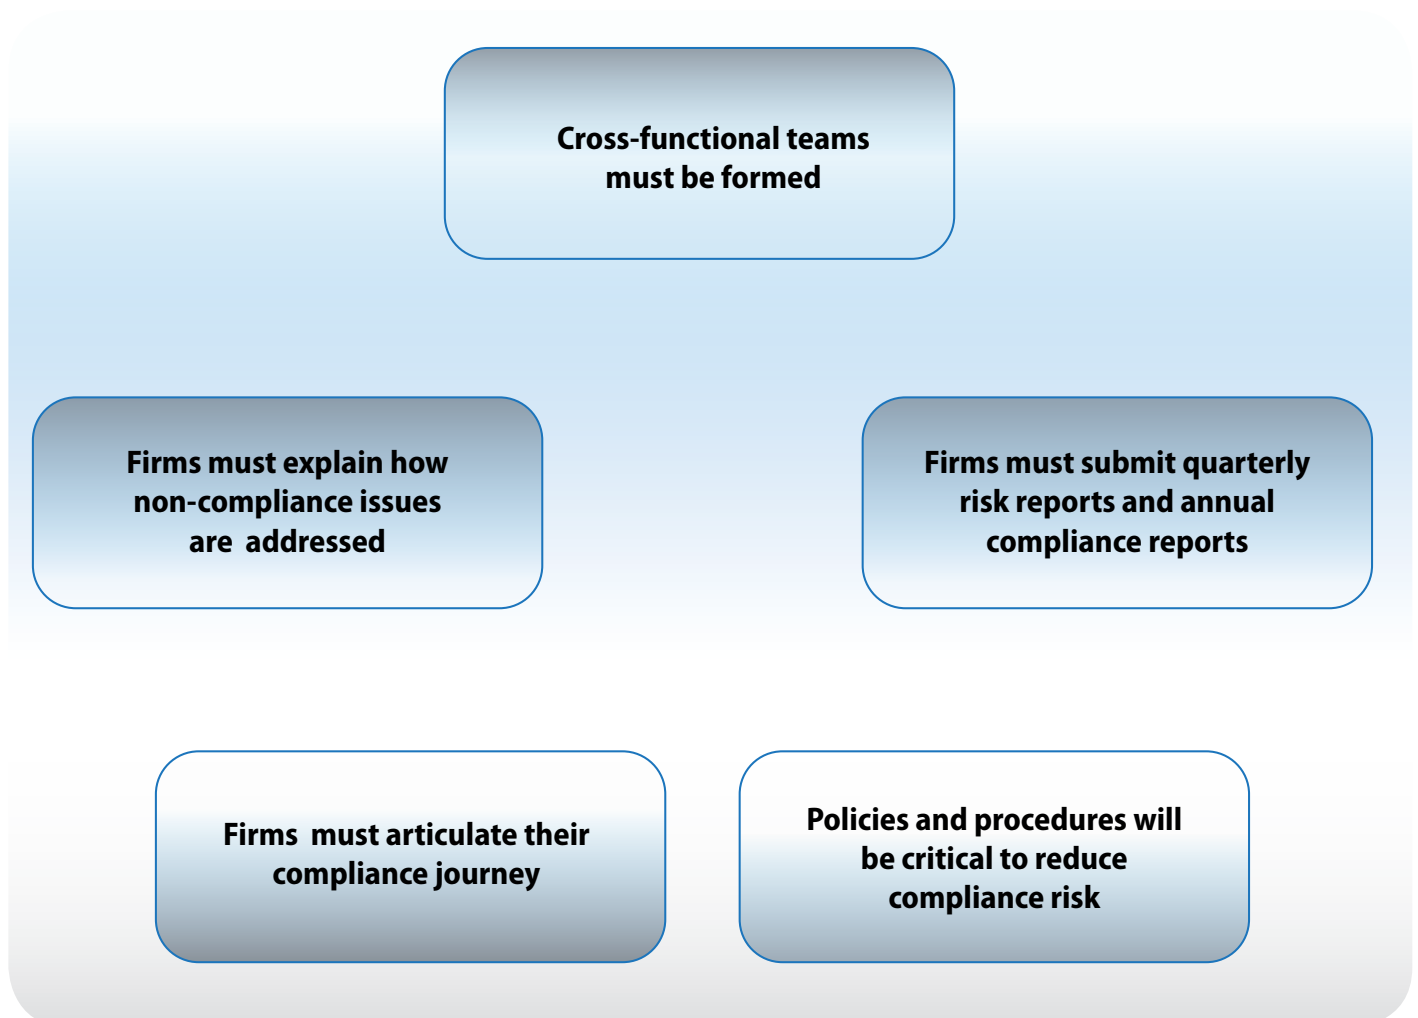 Cross-functional teams
must be formed
Firms must explain how
non-compliance issues
are  addressed
Firms must submit quarterly
risk reports and annual
compliance reports
Firms  must articulate their
compliance journey
Policies and procedures will
be critical to reduce
compliance risk